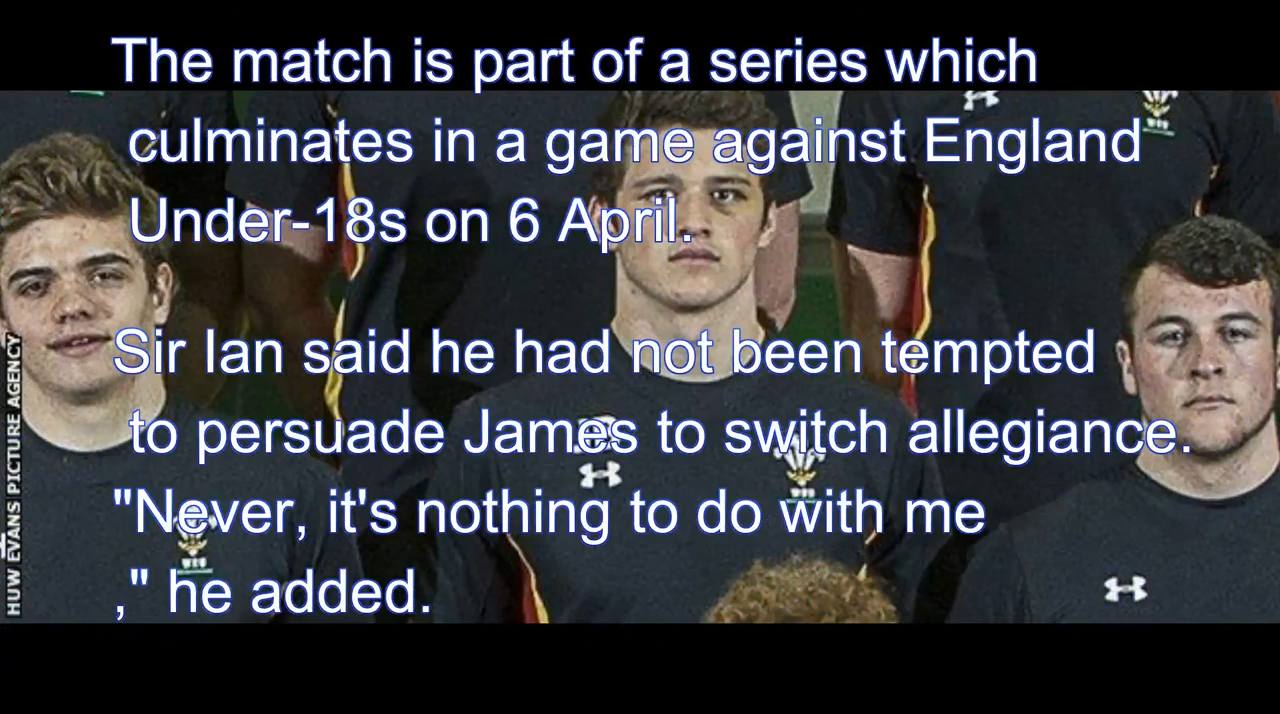 The match is part of a series which
culminates in a game against England
Under-18s on 6 April.
Sir Ian said he had not been tempted
to persuade James to switch allegiance.
"Never, it's nothing to do with me
," he added.
HUW EVANS PICTURE AGENCY
WRU
WRU